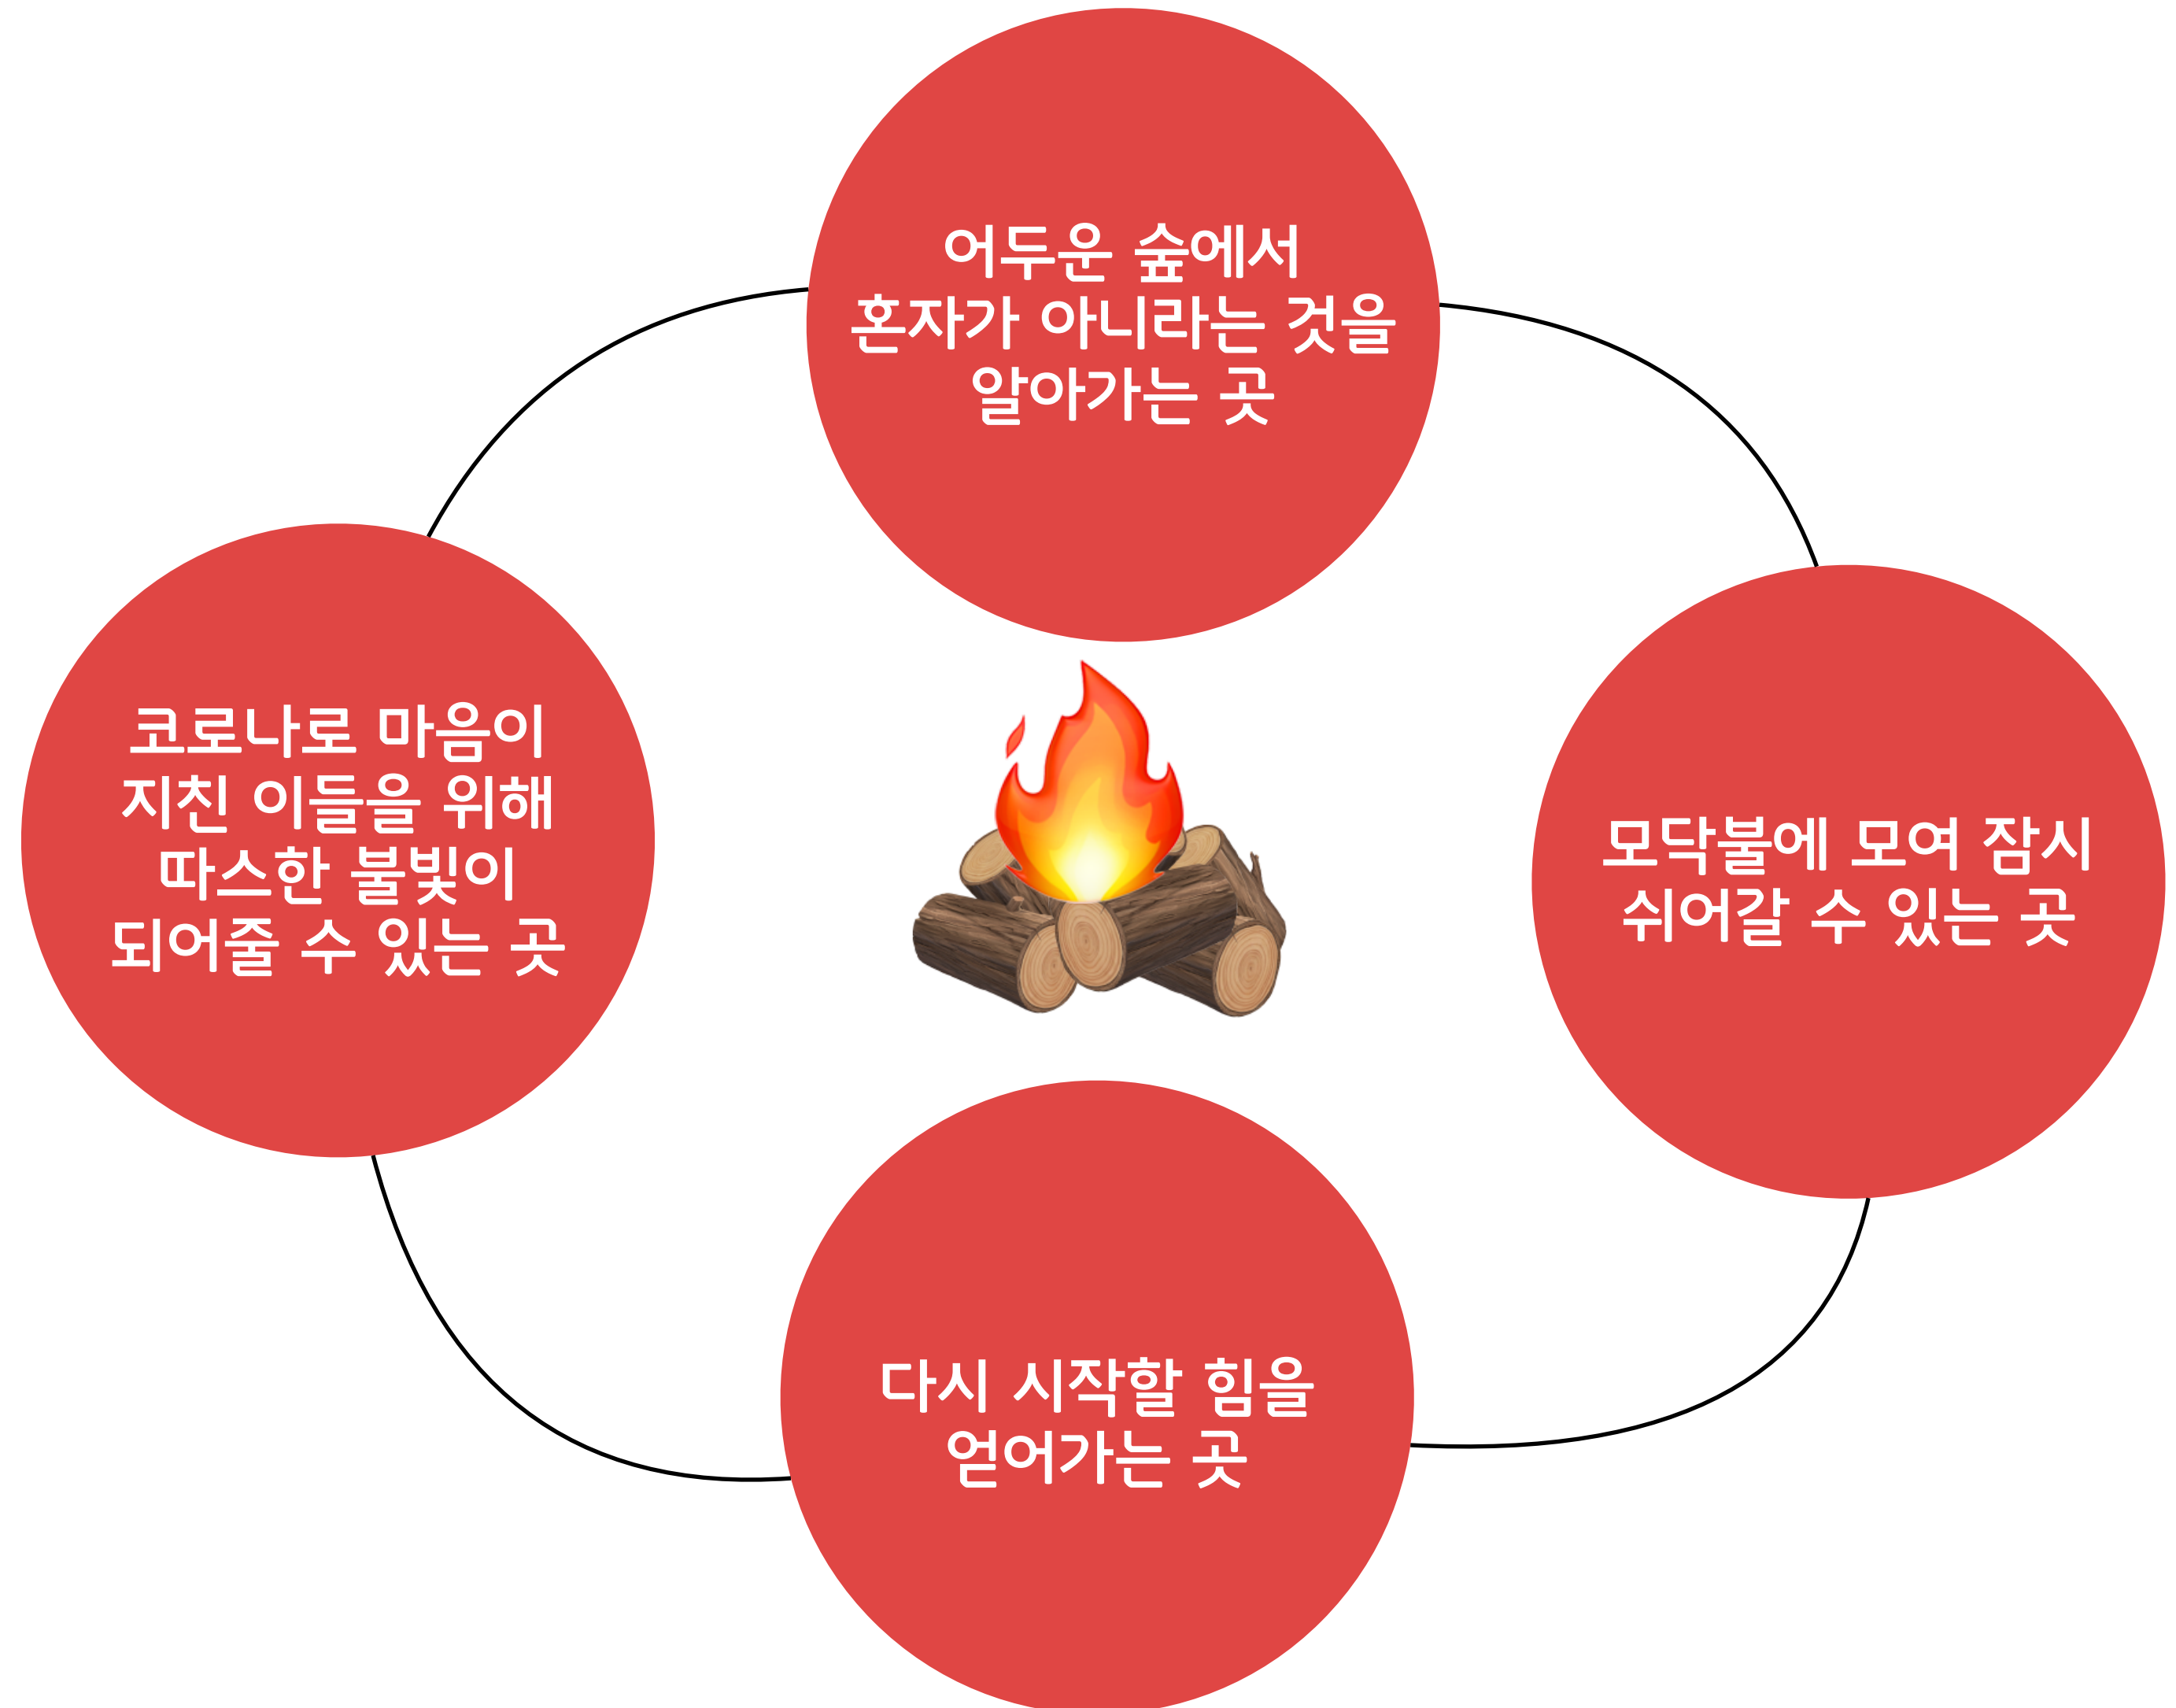 어두운 숲에서
혼자가 아니라는 것을
알아가는 곳
코로나로 마음이
지친 이들을 위해
따스한 불빛이
되어줄 수 있는 곳
모닥불에 모여 잠시
쉬어갈 수 있는 곳
다시 시작할 힘을
얻어가는 곳